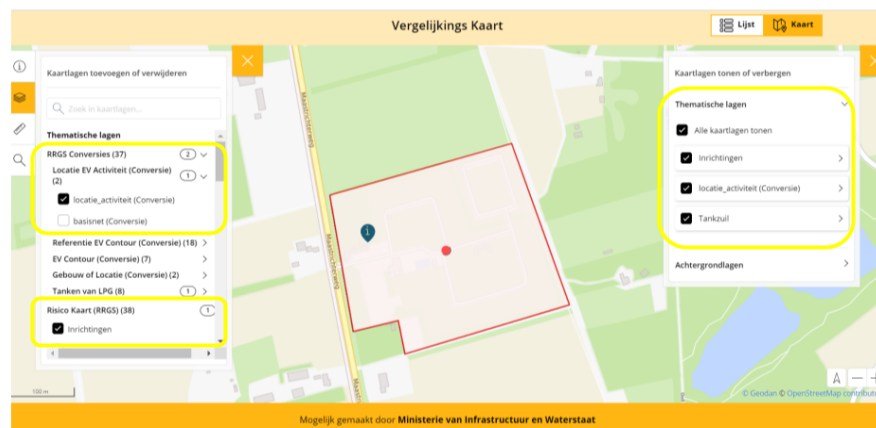 Vergelijkings Kaart
Lijst
Kaart
Kaartlagen toevoegen of verwijderen
Zoek in kaartlagen...
Thematische lagen
RRGS Conversies (37) 2
Locatie EV Activiteit (Conversie)
(2) 1
locatie_activiteit (Conversie)
basisnet (Conversie)
Referentie EV Contour (Conversie) (18)
EV Contour (Conversie) (7)
Gebouw of Locatie (Conversie) (2)
Tanken van LPG (8) 1
Risico Kaart (RRGS) (38) 1
Inrichtingen
100 m
Maastrichterweg
Maastrichterweg
Kaartlagen tonen of verbergen
Thematische lagen
Alle kaartlagen tonen
Inrichtingen
locatie_activiteit (Conversie)
Tankzuil
Achtergrondlagen
© Geodan © OpenStreetMap contribut
Mogelijk gemaakt door Ministerie van Infrastructuur en Waterstaat